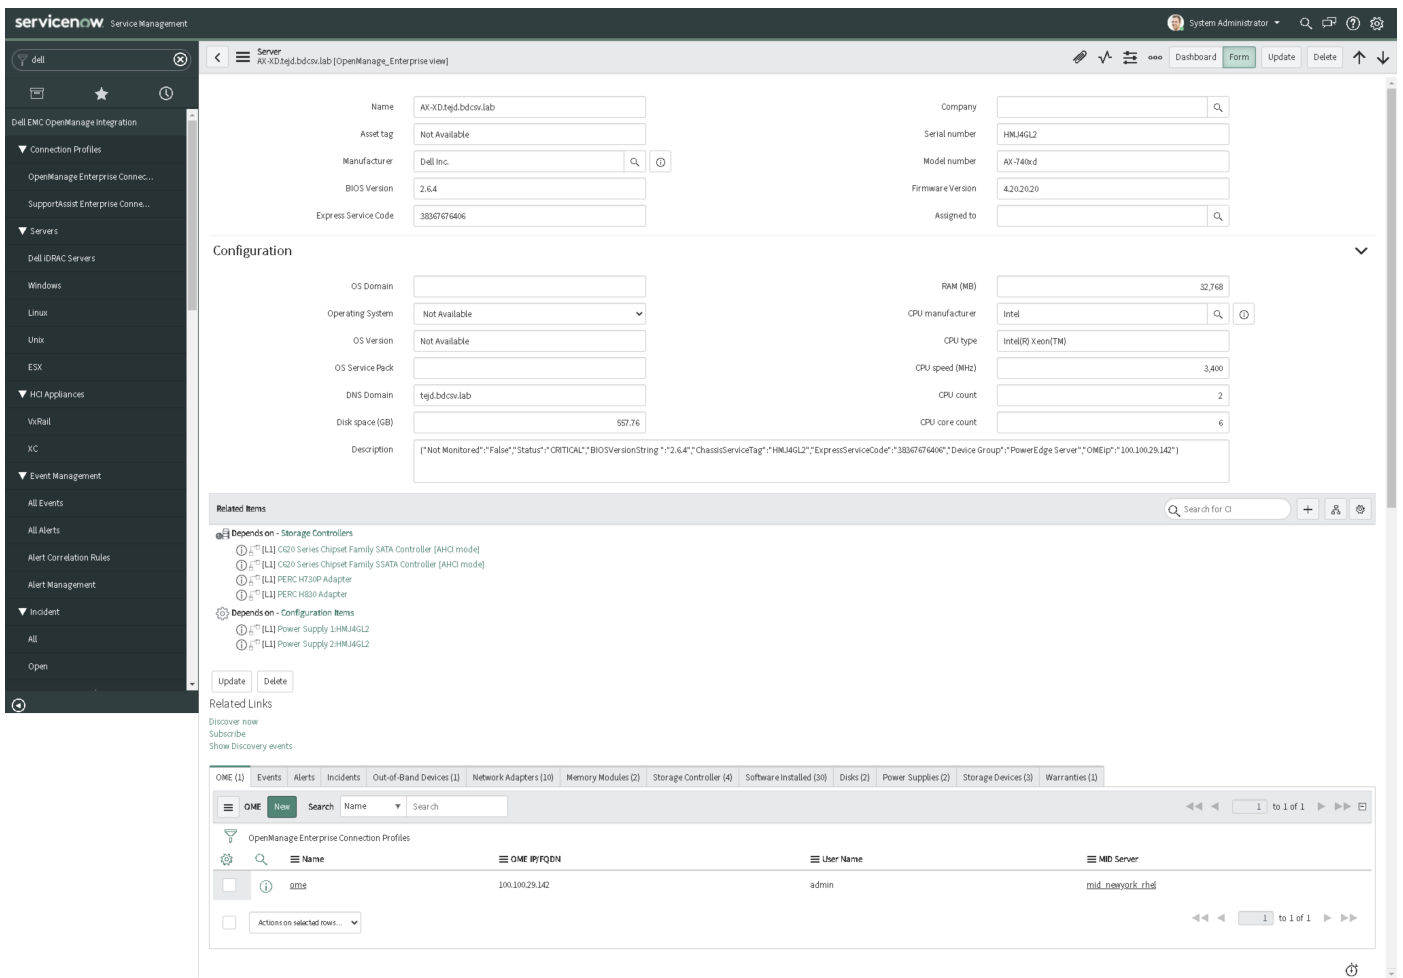 servicenow Service Management
System Administrator
dell
Server
AX-XD.tejd.bdcsv.lab [OpenManage_Enterprise view]
Dashboard Form Update Delete
Dell EMC OpenManage Integration
Connection Profiles
OpenManage Enterprise Connec...
SupportAssist Enterprise Conne...
Servers
Dell iDRAC Servers
Windows
Linux
Unix
ESX
HCI Appliances
VxRail
XC
Event Management
All Events
All Alerts
Alert Correlation Rules
Alert Management
Incident
All
Open
Name AX-XD.tejd.bdcsv.lab Company
Asset tag Not Available Serial number HMJ4GL2
Manufacturer Dell Inc. Model number AX-740xd
BIOS Version 2.6.4 Firmware Version 4.20.20.20
Express Service Code 38367676406 Assigned to
Configuration
OS Domain RAM (MB) 32,768
Operating System Not Available CPU manufacturer Intel
OS Version Not Available CPU type Intel(R) Xeon(TM)
OS Service Pack CPU speed (MHz) 3,400
DNS Domain tejd.bdcsv.lab CPU count 2
Disk space (GB) 557.76 CPU core count 6
Description {"Not Monitored":"False","Status":"CRITICAL","BIOSVersionString ":"2.6.4","ChassisServiceTag":"HMJ4GL2","ExpressServiceCode":"38367676406","Device Group":"PowerEdge Server","OMEip":"100.100.29.142"}
Related Items Search for CI
Depends on - Storage Controllers
[L1] C620 Series Chipset Family SATA Controller [AHCI mode]
[L1] C620 Series Chipset Family SSATA Controller [AHCI mode]
[L1] PERC H730P Adapter
[L1] PERC H830 Adapter
Depends on - Configuration Items
[L1] Power Supply 1:HMJ4GL2
[L1] Power Supply 2:HMJ4GL2
Update Delete
Related Links
Discover now
Subscribe
Show Discovery events
OME (1) Events Alerts Incidents Out-of-Band Devices (1) Network Adapters (10) Memory Modules (2) Storage Controller (4) Software Installed (30) Disks (2) Power Supplies (2) Storage Devices (3) Warranties (1)
OME New Search Name Search 1 to 1 of 1
OpenManage Enterprise Connection Profiles
Name OME IP/FQDN User Name MID Server
ome 100.100.29.142 admin mid_newyork_rhel
Actions on selected rows... 1 to 1 of 1